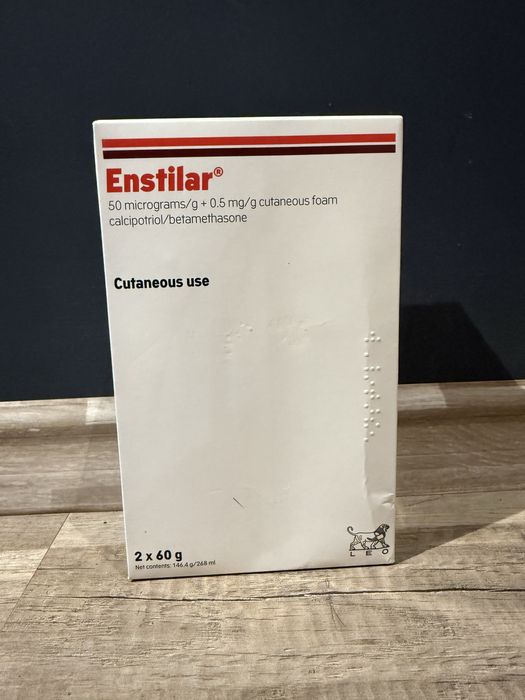 Enstilar®
50 micrograms/g + 0.5 mg/g cutaneous foam
calcipotriol/betamethasone
Cutaneous use
2 x 60 g
Net contents: 146.4 g/268 ml
LEO